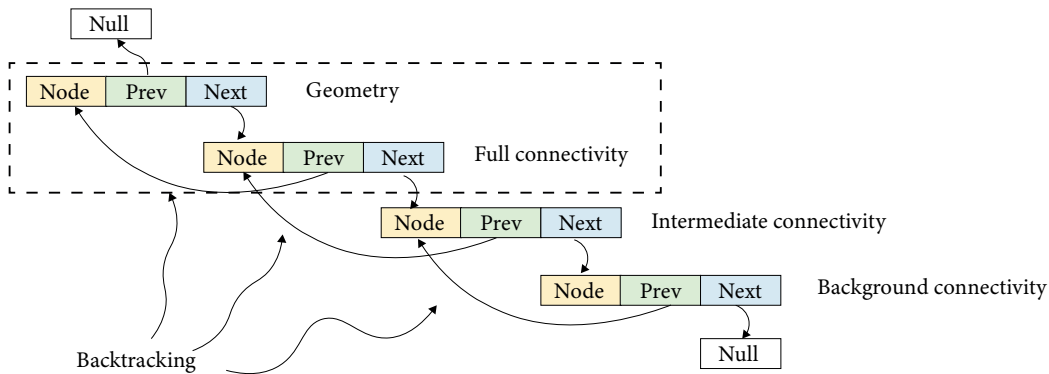 Null
Node Prev Next Geometry
Node Prev Next Full connectivity
Node Prev Next Intermediate connectivity
Node Prev Next Background connectivity
Null
Backtracking